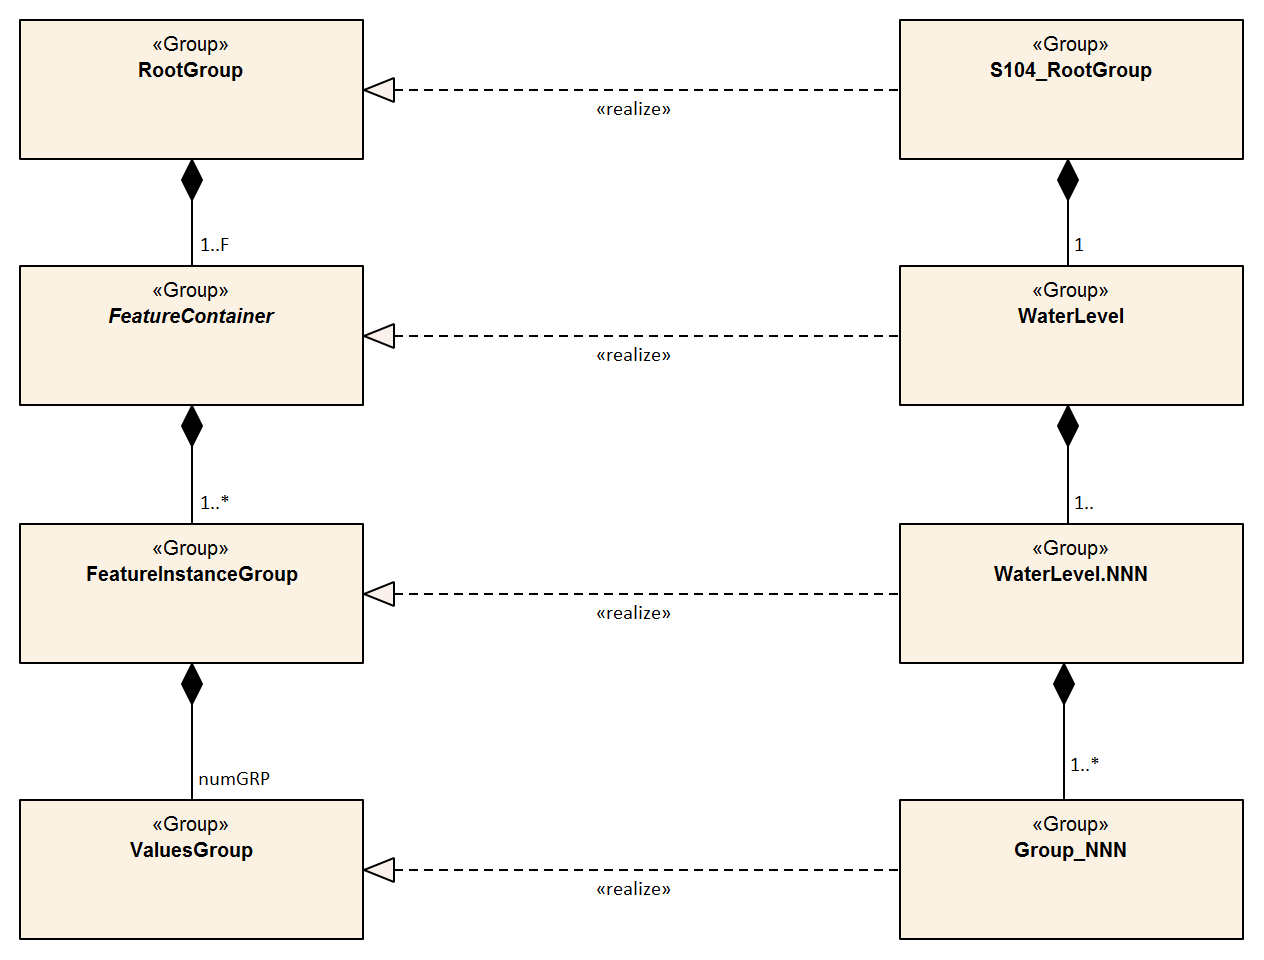 «Group»
RootGroup
«Group»
S104_RootGroup
«realize»
1..F
1
«Group»
FeatureContainer
«Group»
WaterLevel
«realize»
1..*
1..
«Group»
FeatureInstanceGroup
«Group»
WaterLevel.NNN
«realize»
numGRP
1..*
«Group»
ValuesGroup
«Group»
Group_NNN
«realize»